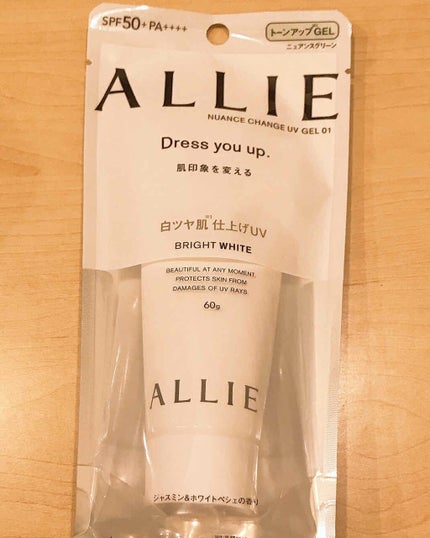 SPF50+PA++++
トーンアップGEL
ニュアンスグリーン
ALLIE
NUANCE CHANGE UV GEL 01
Dress you up.
肌印象を変える
白ツヤ肌※1仕上げUV
BRIGHT WHITE
BEAUTIFUL AT ANY MOMENT.
PROTECTS SKIN FROM
DAMAGES OF UV RAYS.
60g
ALLIE
ジャスミン&ホワイトペシェの香り